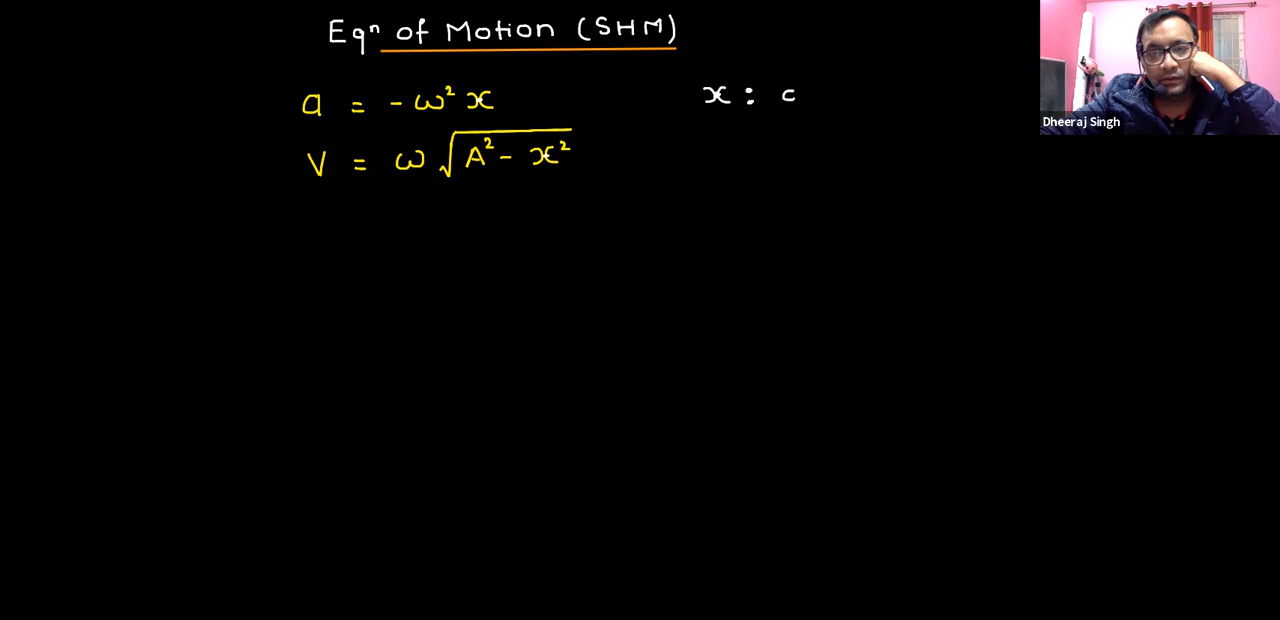 Eqⁿ of Motion (SHM)
a = -ω² x
x : c
v = ω √A² - x²
Dheeraj Singh